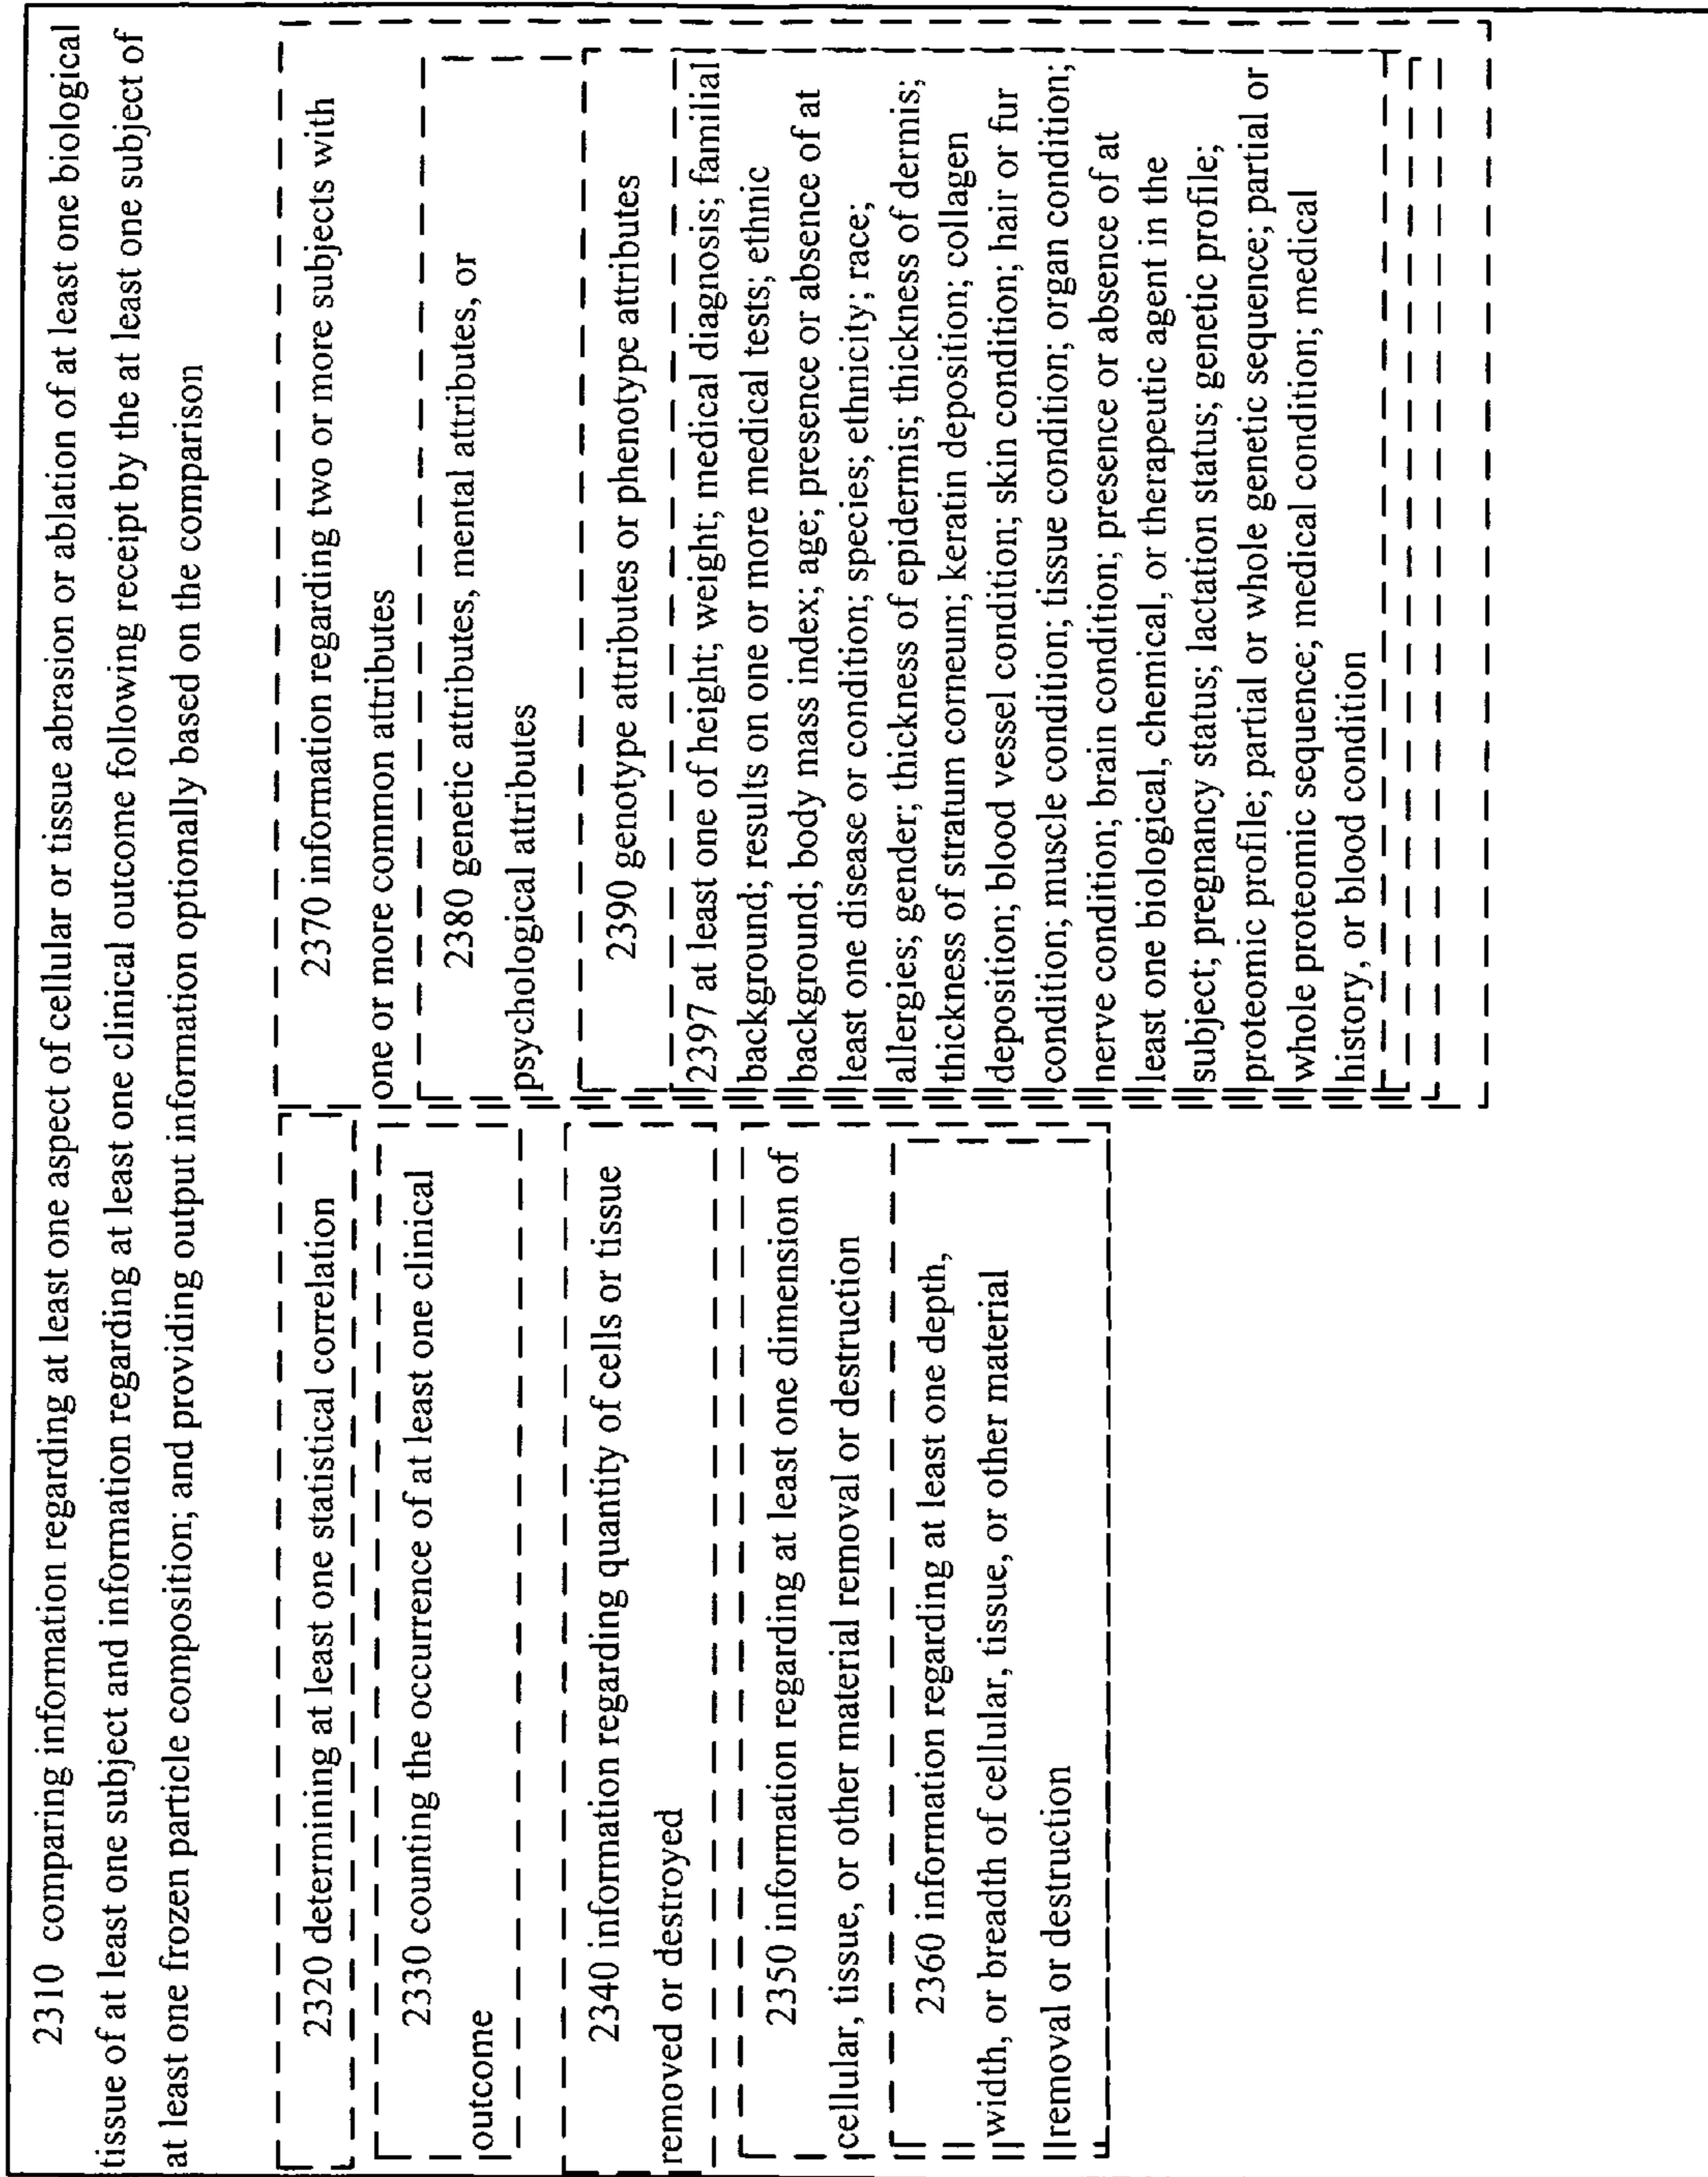 2310 comparing information regarding at least one aspect of cellular or tissue abrasion or ablation of at least one biological
tissue of at least one subject and information regarding at least one clinical outcome following receipt by the at least one subject of
at least one frozen particle composition; and providing output information optionally based on the comparison
2320 determining at least one statistical correlation
2330 counting the occurrence of at least one clinical
outcome
2340 information regarding quantity of cells or tissue
removed or destroyed
2350 information regarding at least one dimension of
cellular, tissue, or other material removal or destruction
2360 information regarding at least one depth,
width, or breadth of cellular, tissue, or other material
removal or destruction
2370 information regarding two or more subjects with
one or more common attributes
2380 genetic attributes, mental attributes, or
psychological attributes
2390 genotype attributes or phenotype attributes
2397 at least one of height; weight; medical diagnosis; familial
background; results on one or more medical tests; ethnic
background; body mass index; age; presence or absence of at
least one disease or condition; species; ethnicity; race;
allergies; gender; thickness of epidermis; thickness of dermis;
thickness of stratum corneum; keratin deposition; collagen
deposition; blood vessel condition; skin condition; hair or fur
condition; muscle condition; tissue condition; organ condition;
nerve condition; brain condition; presence or absence of at
least one biological, chemical, or therapeutic agent in the
subject; pregnancy status; lactation status; genetic profile;
proteomic profile; partial or whole genetic sequence; partial or
whole proteomic sequence; medical condition; medical
history, or blood condition